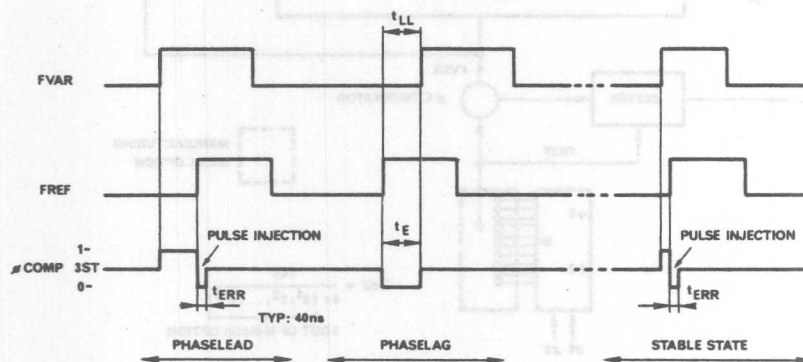 tLL
FVAR
FREF
tE
PULSE INJECTION
PULSE INJECTION
1-
øCOMP 3ST
0-
tERR
tERR
TYP: 40ns
PHASELEAD
PHASELAG
STABLE STATE